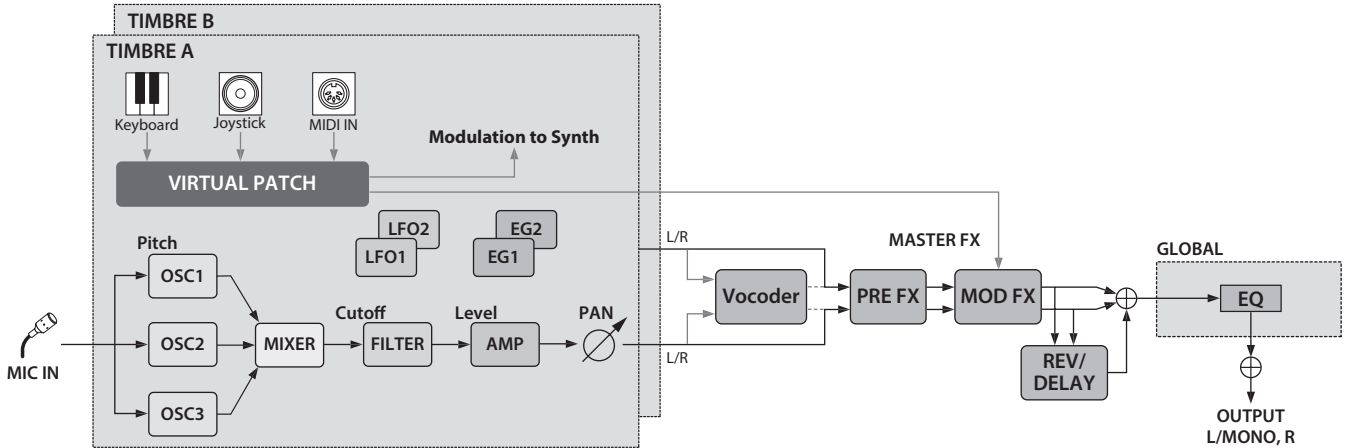 TIMBRE B
TIMBRE A
Keyboard
Joystick
MIDI IN
Modulation to Synth
VIRTUAL PATCH
LFO2
LFO1
EG2
EG1
Pitch
OSC1
OSC2
OSC3
MIC IN
MIXER
Cutoff
FILTER
Level
AMP
PAN
L/R
L/R
Vocoder
MASTER FX
PRE FX
MOD FX
REV/
DELAY
GLOBAL
EQ
OUTPUT
L/MONO, R